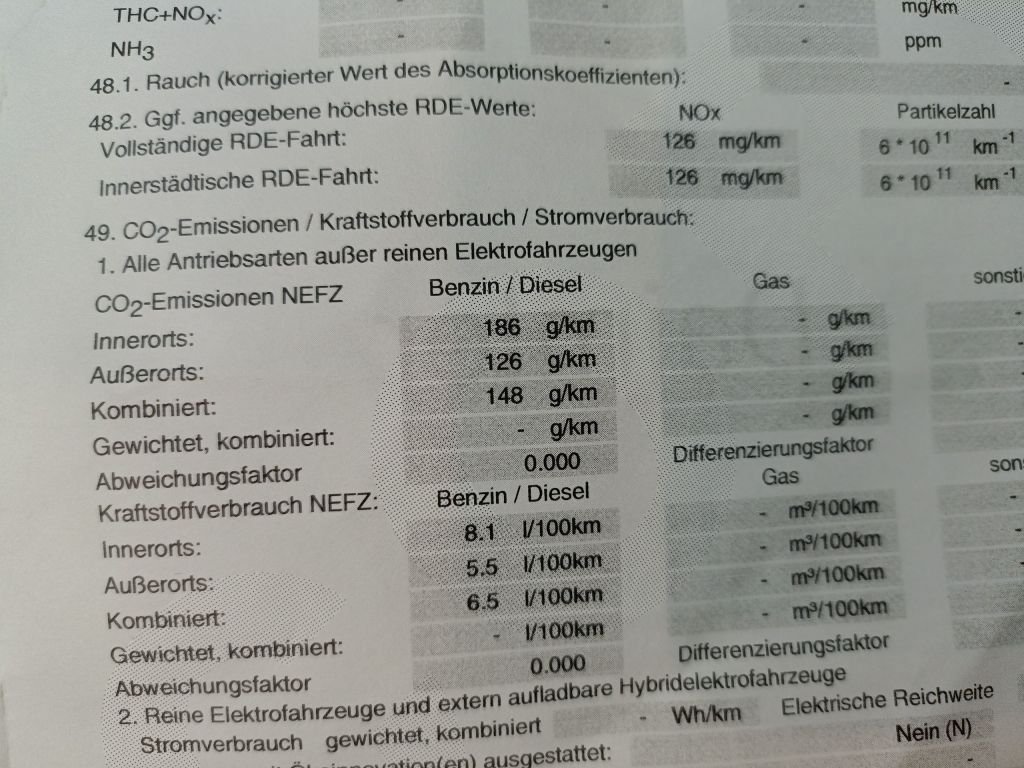 THC+NOx: - - - mg/km
NH3 - - - ppm
48.1. Rauch (korrigierter Wert des Absorptionskoeffizienten): -
48.2. Ggf. angegebene höchste RDE-Werte: NOx Partikelzahl
Vollständige RDE-Fahrt: 126 mg/km 6 * 10 11 km -1
Innerstädtische RDE-Fahrt: 126 mg/km 6 * 10 11 km -1
49. CO2-Emissionen / Kraftstoffverbrauch / Stromverbrauch:
1. Alle Antriebsarten außer reinen Elektrofahrzeugen
CO2-Emissionen NEFZ Benzin / Diesel Gas
Innerorts: 186 g/km - g/km -
Außerorts: 126 g/km - g/km -
Kombiniert: 148 g/km - g/km -
Gewichtet, kombiniert: - g/km - g/km
Abweichungsfaktor 0.000 Differenzierungsfaktor
Kraftstoffverbrauch NEFZ: Benzin / Diesel Gas
Innerorts: 8.1 l/100km - m³/100km -
Außerorts: 5.5 l/100km - m³/100km -
Kombiniert: 6.5 l/100km - m³/100km -
Gewichtet, kombiniert: - l/100km - m³/100km
Abweichungsfaktor 0.000 Differenzierungsfaktor
2. Reine Elektrofahrzeuge und extern aufladbare Hybridelektrofahrzeuge
Stromverbrauch gewichtet, kombiniert - Wh/km Elektrische Reichweite
ausgestattet: Nein (N)